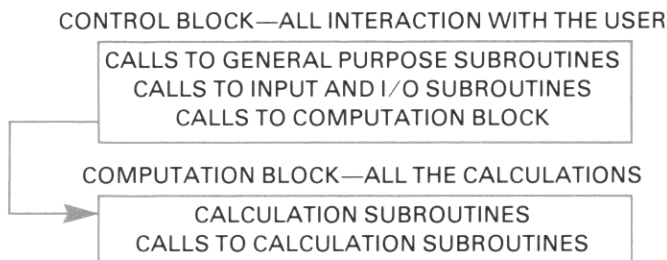 CONTROL BLOCK—ALL INTERACTION WITH THE USER
CALLS TO GENERAL PURPOSE SUBROUTINES
CALLS TO INPUT AND I/O SUBROUTINES
CALLS TO COMPUTATION BLOCK
COMPUTATION BLOCK—ALL THE CALCULATIONS
CALCULATION SUBROUTINES
CALLS TO CALCULATION SUBROUTINES